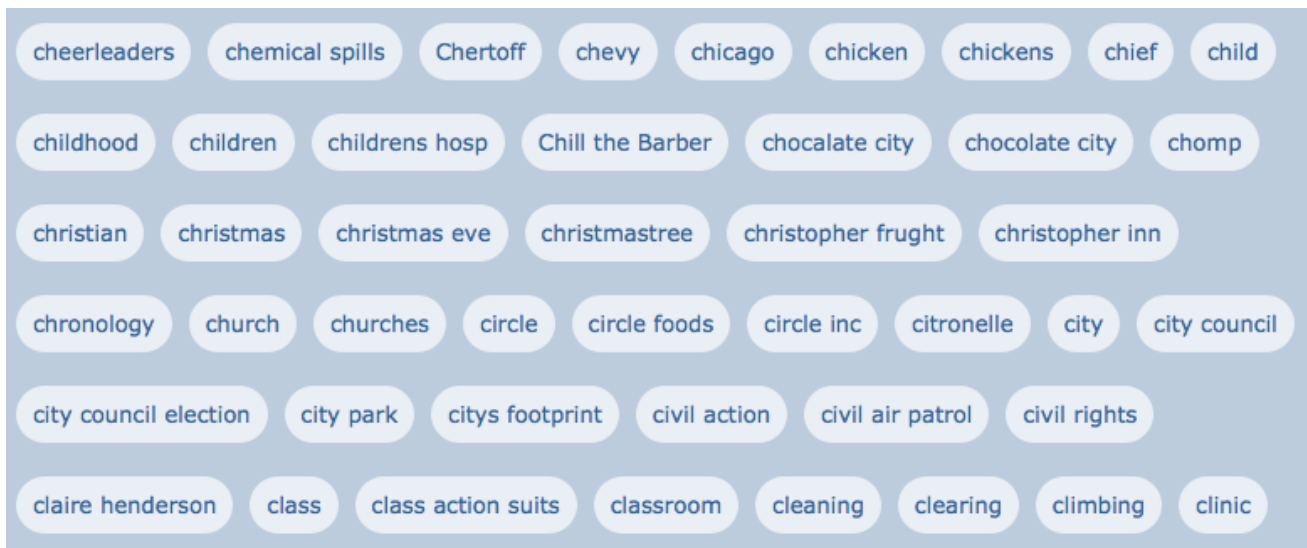 cheerleaders chemical spills Chertoff chevy chicago chicken chickens chief child
childhood children childrens hosp Chill the Barber chocalate city chocolate city chomp
christian christmas christmas eve christmastree christopher frught christopher inn
chronology church churches circle circle foods circle inc citronelle city city council
city council election city park citys footprint civil action civil air patrol civil rights
claire henderson class class action suits classroom cleaning clearing climbing clinic